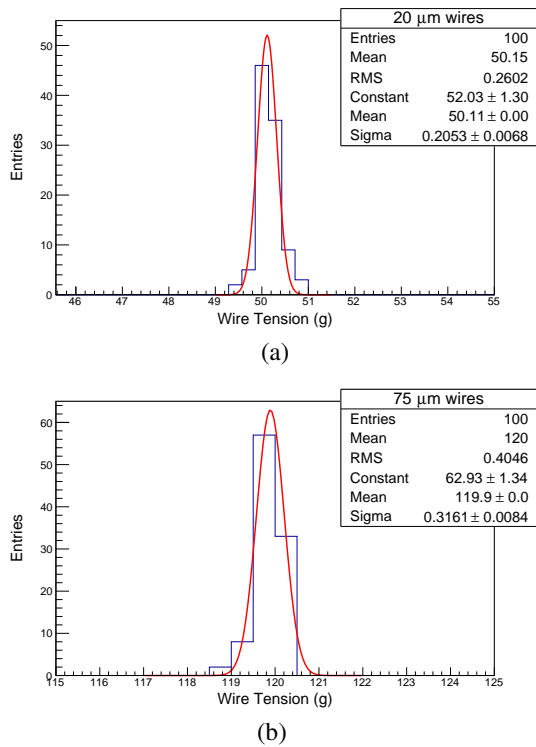 20 μm wires
Entries 100
Mean 50.15
RMS 0.2602
Constant 52.03 ± 1.30
Mean 50.11 ± 0.00
Sigma 0.2053 ± 0.0068
Entries
50
40
30
20
10
0
46 47 48 49 50 51 52 53 54 55
Wire Tension (g)
(a)
75 μm wires
Entries 100
Mean 120
RMS 0.4046
Constant 62.93 ± 1.34
Mean 119.9 ± 0.0
Sigma 0.3161 ± 0.0084
Entries
60
50
40
30
20
10
0
115 116 117 118 119 120 121 122 123 124 125
Wire Tension (g)
(b)